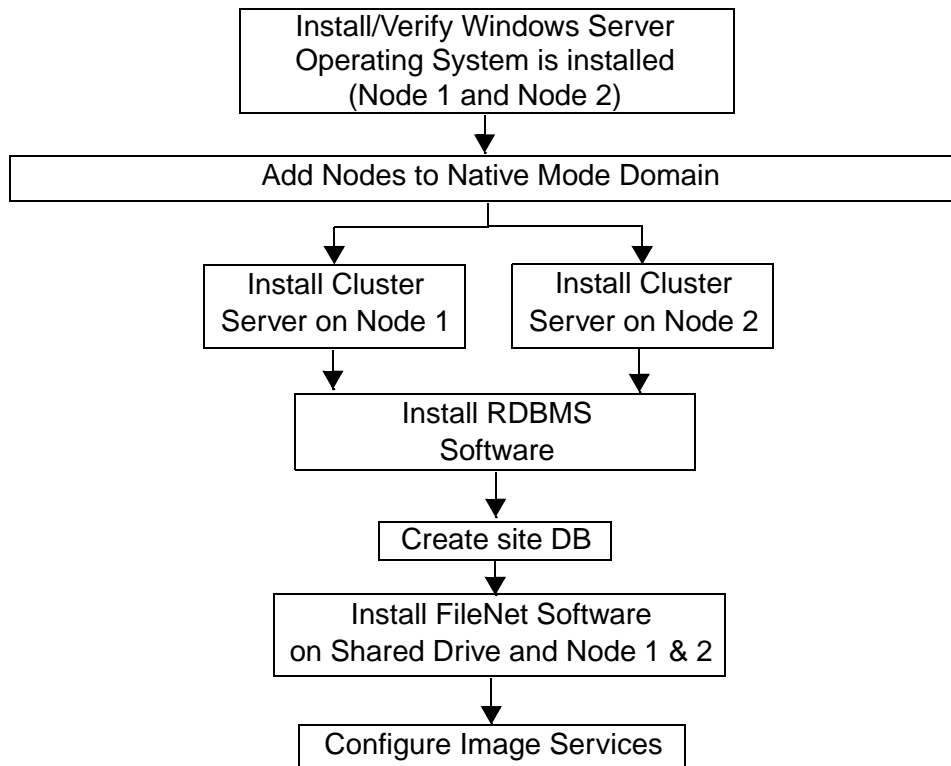 Install/Verify Windows Server
Operating System is installed
(Node 1 and Node 2)
Add Nodes to Native Mode Domain
Install Cluster
Server on Node 1
Install Cluster
Server on Node 2
Install RDBMS
Software
Create site DB
Install FileNet Software
on Shared Drive and Node 1 & 2
Configure Image Services